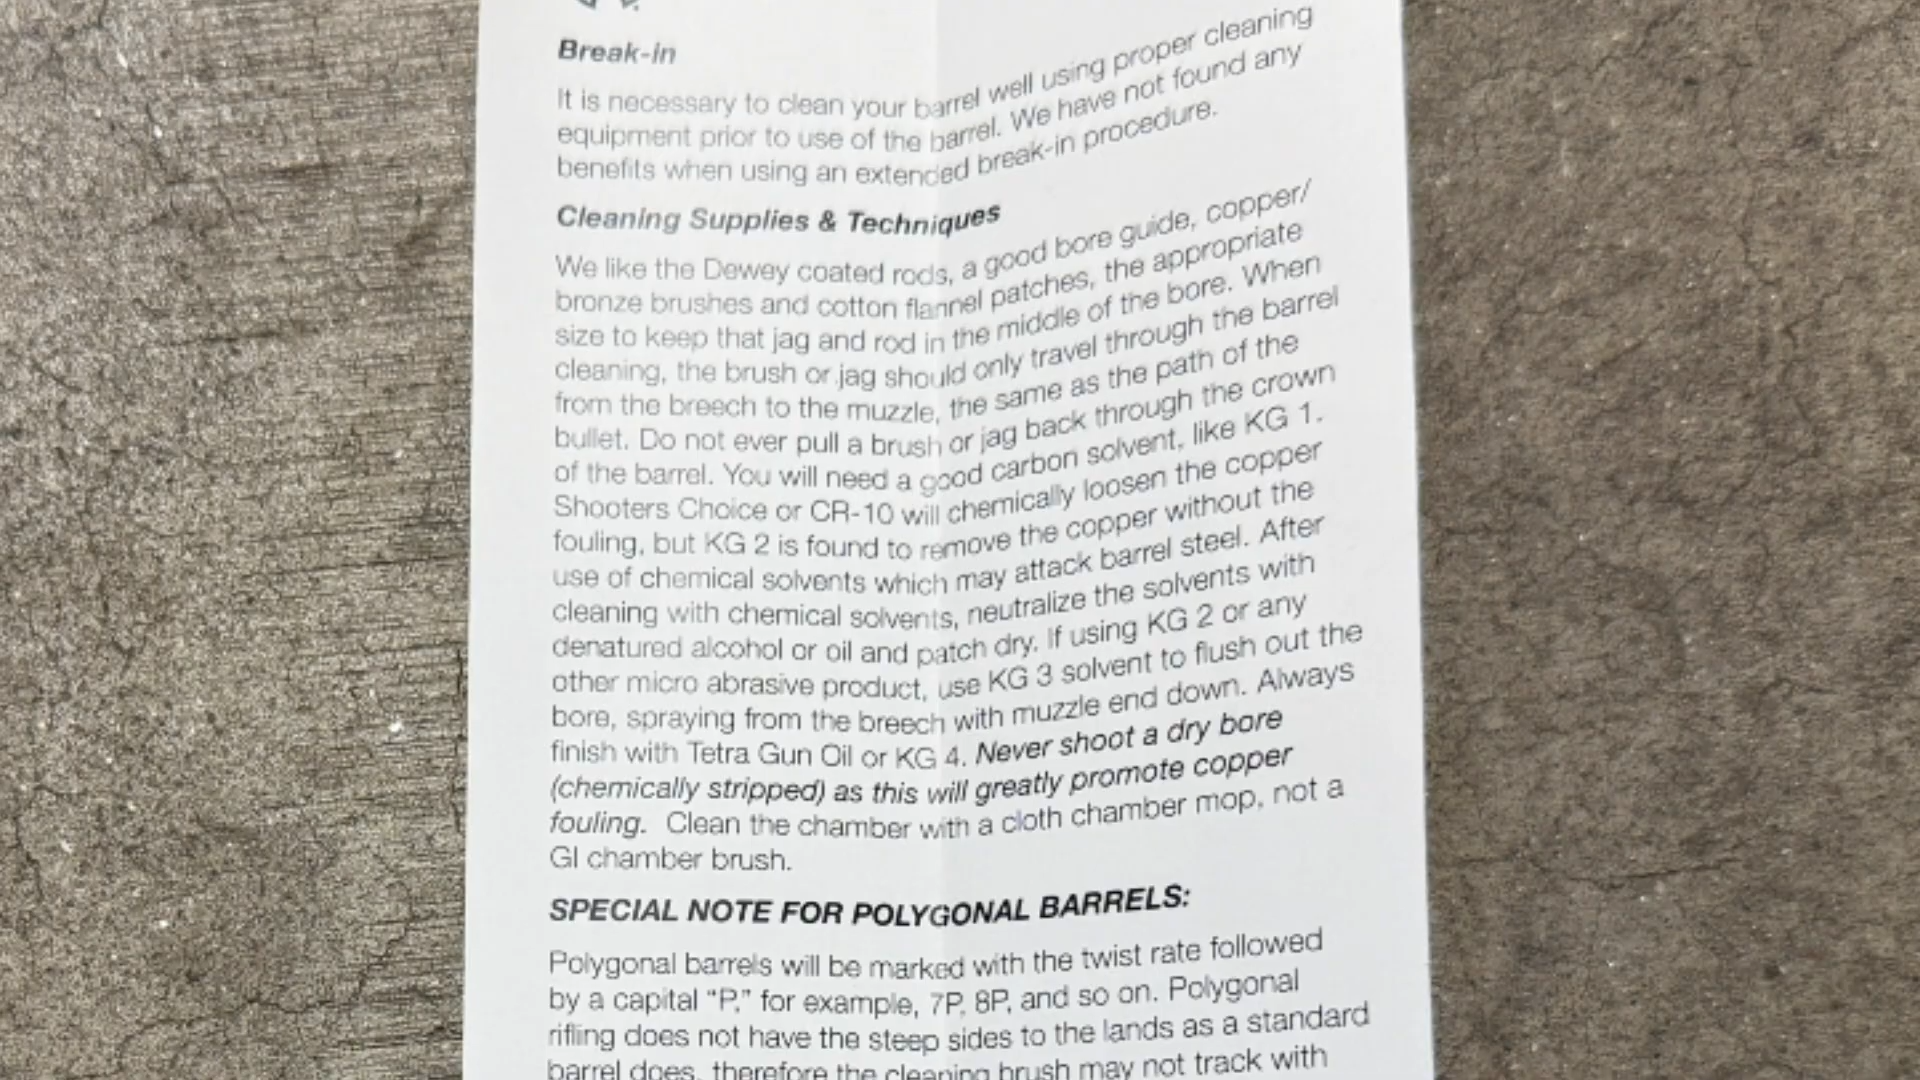 Break-in
It is necessary to clean your barrel well using proper cleaning
equipment prior to use of the barrel. We have not found any
benefits when using an extended break-in procedure.
Cleaning Supplies & Techniques
We like the Dewey coated rods, a good bore guide, copper/
bronze brushes and cotton flannel patches, the appropriate
size to keep that jag and rod in the middle of the bore. When
cleaning, the brush or jag should only travel through the barrel
from the breech to the muzzle, the same as the path of the
bullet. Do not ever pull a brush or jag back through the crown
of the barrel. You will need a good carbon solvent, like KG 1.
Shooters Choice or CR-10 will chemically loosen the copper
fouling, but KG 2 is found to remove the copper without the
use of chemical solvents which may attack barrel steel. After
cleaning with chemical solvents, neutralize the solvents with
denatured alcohol or oil and patch dry. If using KG 2 or any
other micro abrasive product, use KG 3 solvent to flush out the
bore, spraying from the breech with muzzle end down. Always
finish with Tetra Gun Oil or KG 4. Never shoot a dry bore
(chemically stripped) as this will greatly promote copper
fouling. Clean the chamber with a cloth chamber mop, not a
GI chamber brush.
SPECIAL NOTE FOR POLYGONAL BARRELS:
Polygonal barrels will be marked with the twist rate followed
by a capital “P,” for example, 7P, 8P, and so on. Polygonal
rifling does not have the steep sides to the lands as a standard
barrel does, therefore the cleaning brush may not track with